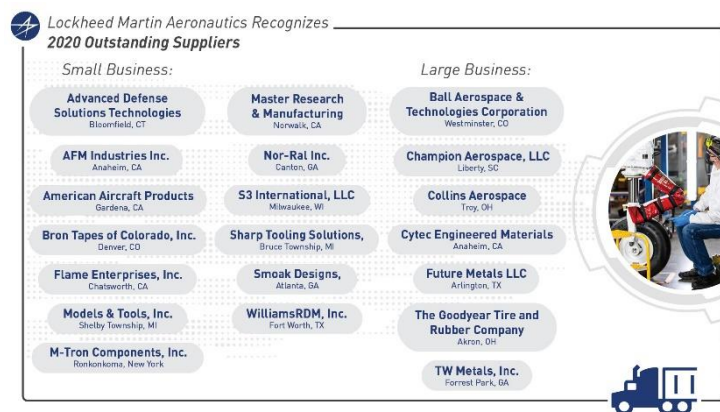 Lockheed Martin Aeronautics Recognizes
2020 Outstanding Suppliers
Small Business:
Advanced Defense
Solutions Technologies
Bloomfield, CT
AFM Industries Inc.
Anaheim, CA
American Aircraft Products
Gardena, CA
Bron Tapes of Colorado, Inc.
Denver, CO
Flame Enterprises, Inc.
Chatsworth, CA
Models & Tools, Inc.
Shelby Township, MI
M-Tron Components, Inc.
Ronkonkoma, New York
Master Research
& Manufacturing
Norwalk, CA
Nor-Ral Inc.
Canton, GA
S3 International, LLC
Milwaukee, WI
Sharp Tooling Solutions,
Bruce Township, MI
Smoak Designs,
Atlanta, GA
WilliamsRDM, Inc.
Fort Worth, TX
Large Business:
Ball Aerospace &
Technologies Corporation
Westminster, CO
Champion Aerospace, LLC
Liberty, SC
Collins Aerospace
Troy, OH
Cytec Engineered Materials
Anaheim, CA
Future Metals LLC
Arlington, TX
The Goodyear Tire and
Rubber Company
Akron, OH
TW Metals, Inc.
Forrest Park, GA